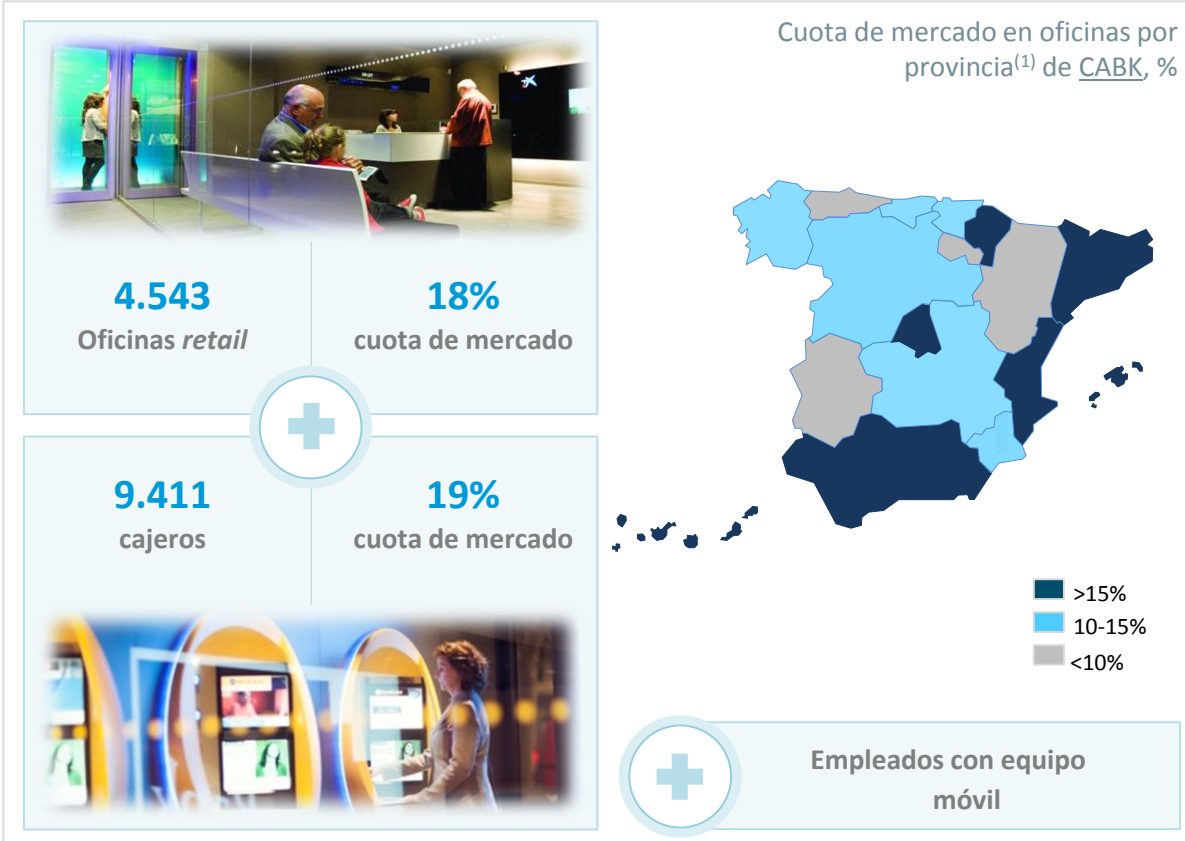 Cuota de mercado en oficinas por
provincia(1) de CABK, %
4.543
Oficinas retail
18%
cuota de mercado
9.411
cajeros
19%
cuota de mercado
>15%
10-15%
<10%
Empleados con equipo
móvil